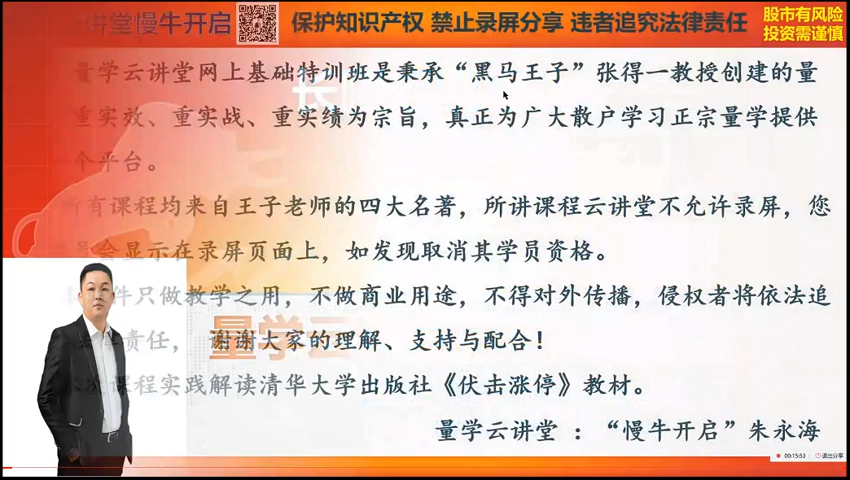 讲堂慢牛开启 保护知识产权 禁止录屏分享 违者追究法律责任
股市有风险
投资需谨慎
量学云讲堂网上基础特训班是秉承“黑马王子”张得一教授创建的量
长
重实效、重实战、重实绩为宗旨，真正为广大散户学习正宗量学提供
个平台。
所有课程均来自王子老师的四大名著，所讲课程云讲堂不允许录屏，您
会显示在录屏页面上，如发现取消其学员资格。
件只做教学之用，不做商业用途，不得对外传播，侵权者将依法追
责任， 谢谢大家的理解、支持与配合！
量学云
次课程实践解读清华大学出版社《伏击涨停》教材。
量学云讲堂 ：“慢牛开启”朱永海
00:15:53 退出分享